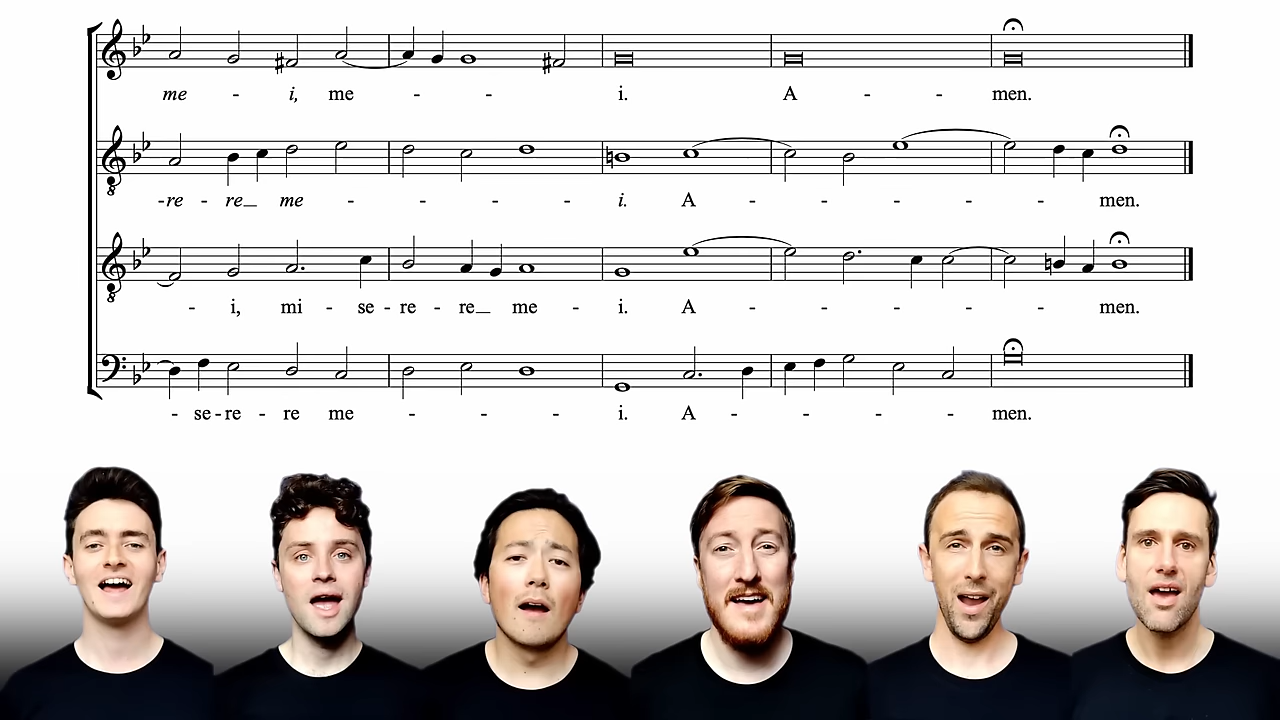 me - i, me - - i. A - - men.
-re - re_ me - - - - i. A - - - - - men.
- i, mi - se - re - re_ me - i. A - - - - men.
- se - re - re me - - - i. A - - - men.